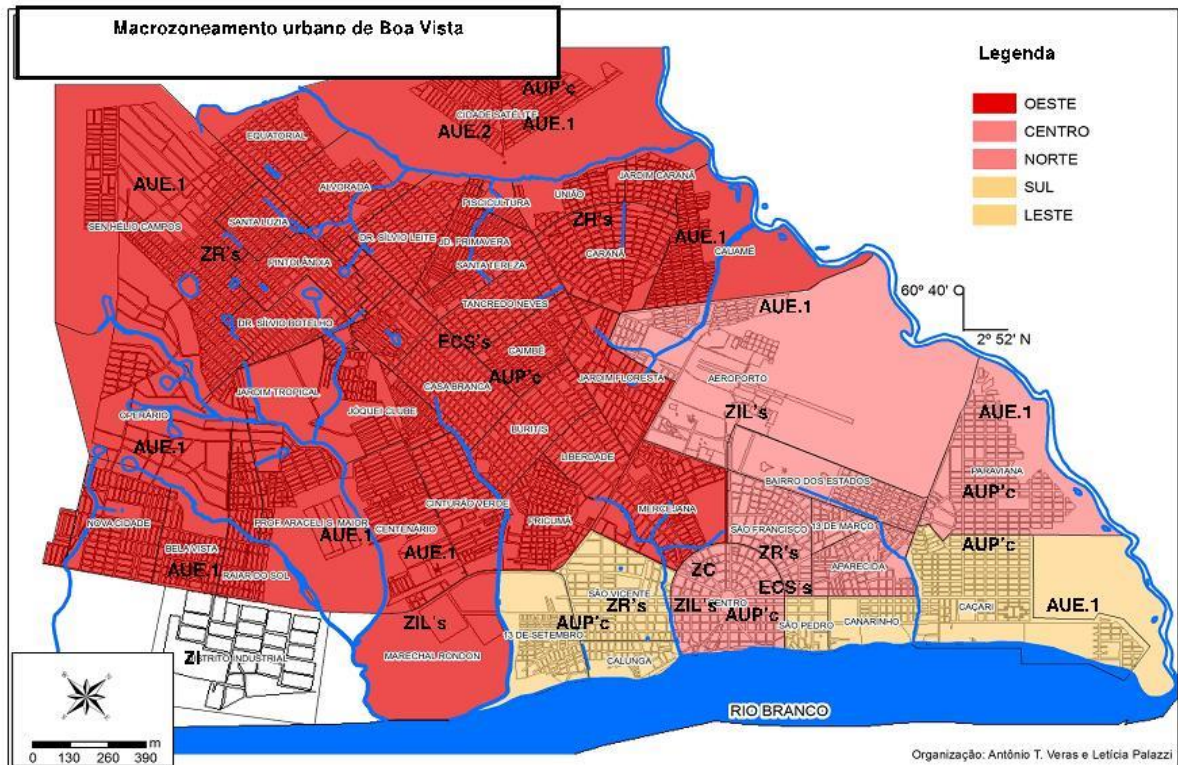 Macrozoneamento urbano de Boa Vista
Legenda
OESTE
CENTRO
NORTE
SUL
LESTE
AUP'c
CIDADE SATÉLITE
AUE.2
AUE.1
EQUATORIAL
ALVORADA
PISCICULTURA
UNIÃO
JARDIM CARANÃ
AUE.1
SEN HÉLIO CAMPOS
SANTA LUZIA
DR. SÍLVIO LEITE
JD. PRIMAVERA
ZR's
CARANÃ
AUE.1
CAUAMÉ
ZR's
PINTOLÂNDIA
SANTA TEREZA
TANCREDO NEVES
60º 40' O
2º 52' N
AUE.1
DR. SÍLVIO BOTELHO
ECS's
CAIMBÉ
AUP'c
CASA BRANCA
JARDIM FLORESTA
AEROPORTO
JARDIM TROPICAL
JÓQUEI CLUBE
ZIL's
AUE.1
OPERÁRIO
AUE.1
BURITIS
LIBERDADE
PARAVIANA
BAIRRO DOS ESTADOS
AUP'c
CINTURÃO VERDE
NOVA CIDADE
PROF. ARACELI S. MAIOR
AUE.1
CENTENÁRIO
PRICUMÃ
MERCEJANA
SÃO FRANCISCO
13 DE MARÇO
AUP'c
BELA VISTA
AUE.1
RAIAR DO SOL
AUE.1
ZR's
ZC
APARECIDA
ECS's
SÃO VICENTE
ZR's
ZIL's
CENTRO
AUP'c
CAÇARI
AUE.1
ZIL's
13 DE SETEMBRO
AUP'c
SÃO PEDRO
CANARINHO
ZI
DISTRITO INDUSTRIAL
MARECHAL RONDON
CALUNGA
RIO BRANCO
m
0 130 260 390
Organização: Antônio T. Veras e Letícia Palazzi